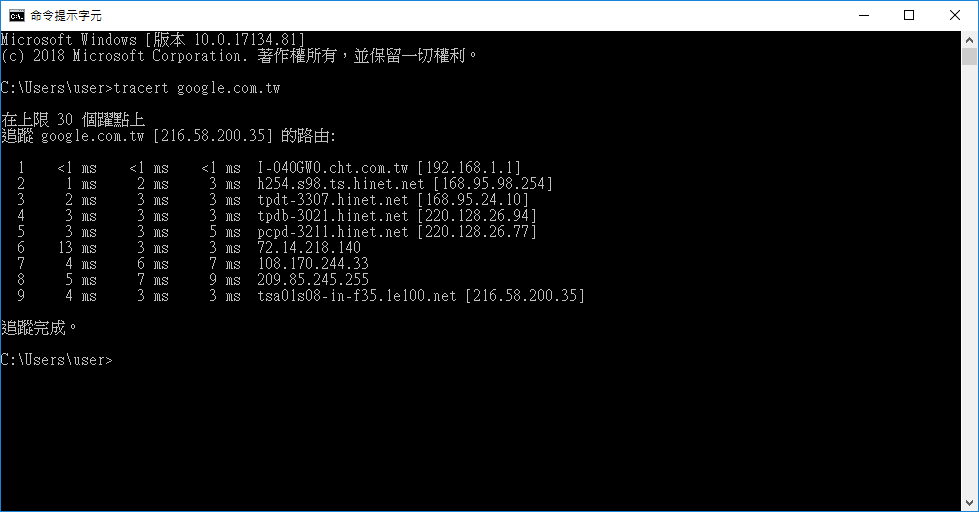 命令提示字元
Microsoft Windows [版本 10.0.17134.81]
(c) 2018 Microsoft Corporation. 著作權所有，並保留一切權利。
C:\Users\user>tracert google.com.tw
在上限 30 個躍點上
追蹤 google.com.tw [216.58.200.35] 的路由:
1 <1 ms <1 ms <1 ms I-040GW0.cht.com.tw [192.168.1.1]
2 1 ms 2 ms 3 ms h254.s98.ts.hinet.net [168.95.98.254]
3 2 ms 3 ms 3 ms tpdt-3307.hinet.net [168.95.24.10]
4 3 ms 3 ms 3 ms tpdb-3021.hinet.net [220.128.26.94]
5 3 ms 3 ms 5 ms pcpd-3211.hinet.net [220.128.26.77]
6 13 ms 3 ms 3 ms 72.14.218.140
7 4 ms 6 ms 7 ms 108.170.244.33
8 5 ms 7 ms 9 ms 209.85.245.255
9 4 ms 3 ms 3 ms tsa01s08-in-f35.1e100.net [216.58.200.35]
追蹤完成。
C:\Users\user>